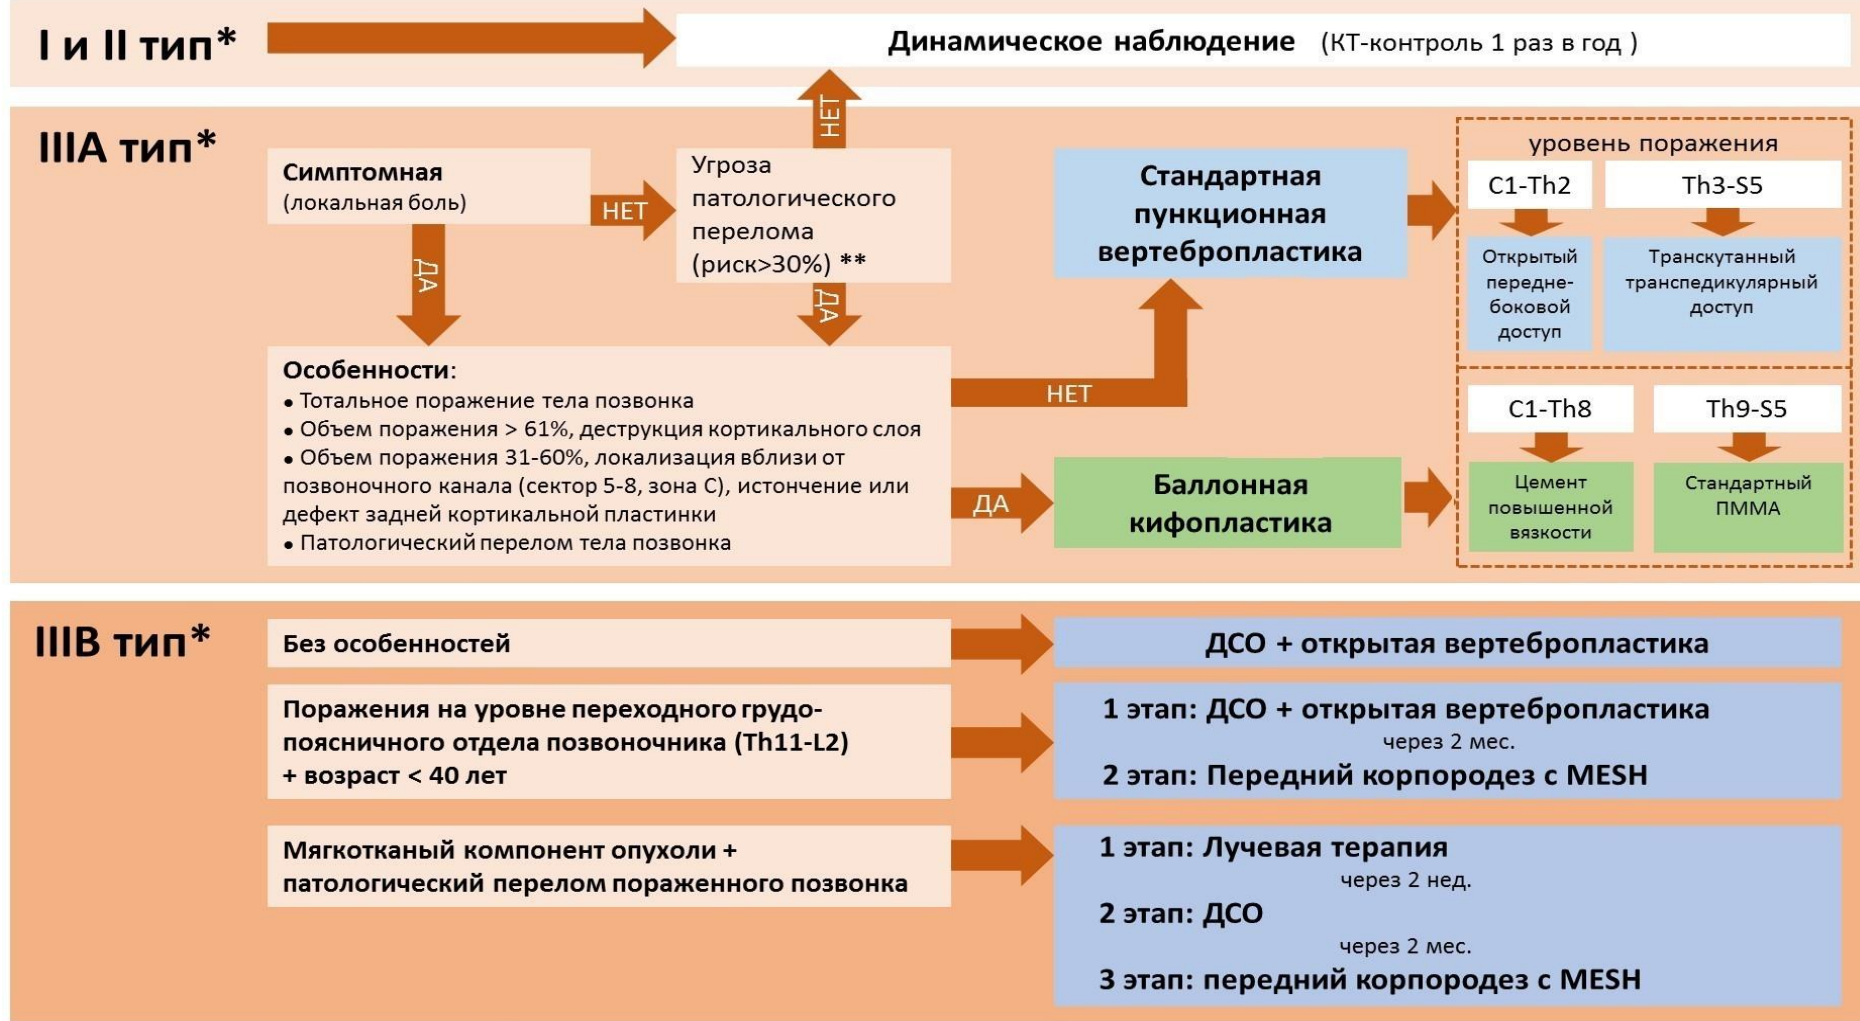 I и II тип*
Динамическое наблюдение (КТ-контроль 1 раз в год )
НЕТ
IIIA тип*
Симптомная
(локальная боль)
НЕТ
ДА
Угроза
патологического
перелома
(риск>30%) **
ДА
Особенности:
• Тотальное поражение тела позвонка
• Объем поражения > 61%, деструкция кортикального слоя
• Объем поражения 31-60%, локализация вблизи от
позвоночного канала (сектор 5-8, зона С), истончение или
дефект задней кортикальной пластинки
• Патологический перелом тела позвонка
НЕТ
ДА
Стандартная
пункционная
вертебропластика
Баллонная
кифопластика
уровень поражения
C1-Th2
Открытый
передне-
боковой
доступ
Th3-S5
Транскутанный
транспедикулярный
доступ
C1-Th8
Цемент
повышенной
вязкости
Th9-S5
Стандартный
ПММА
IIIB тип*
Без особенностей
ДСО + открытая вертебропластика
Поражения на уровне переходного грудо-
поясничного отдела позвоночника (Th11-L2)
+ возраст < 40 лет
1 этап: ДСО + открытая вертебропластика
через 2 мес.
2 этап: Передний корпородез с MESH
Мягкотканый компонент опухоли +
патологический перелом пораженного позвонка
1 этап: Лучевая терапия
через 2 нед.
2 этап: ДСО
через 2 мес.
3 этап: передний корпородез с MESH